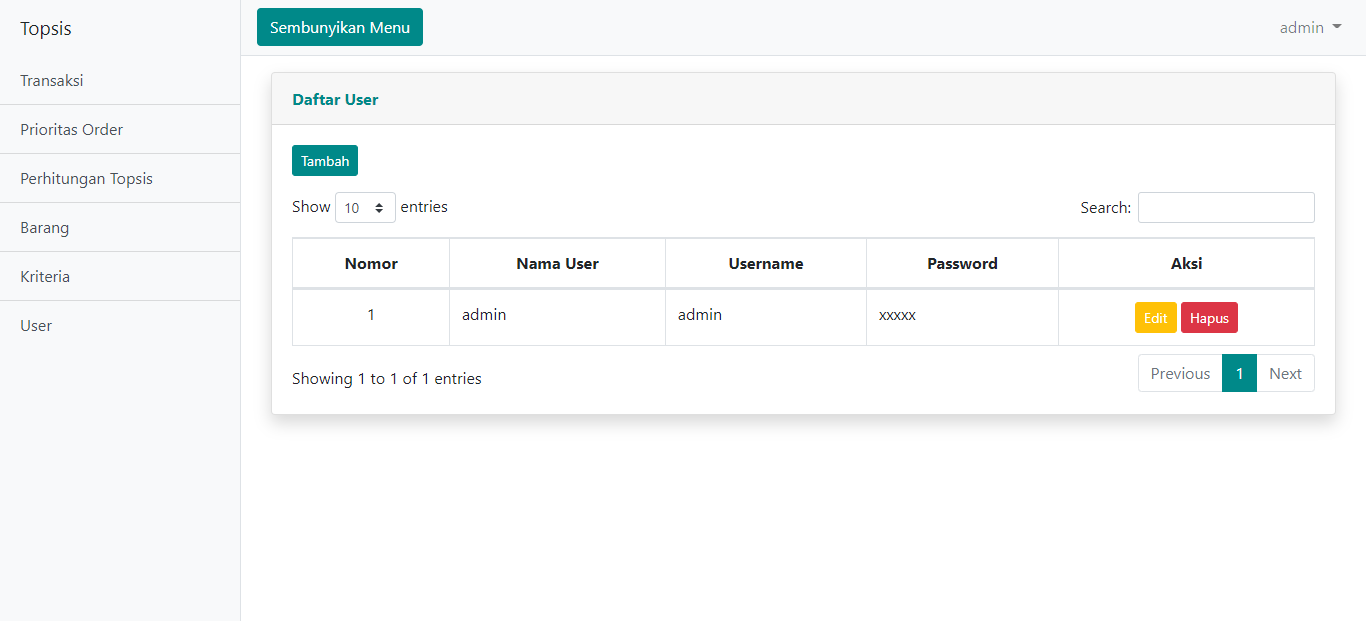 Topsis
Sembunyikan Menu
admin
Transaksi
Prioritas Order
Perhitungan Topsis
Barang
Kriteria
User
Daftar User
Tambah
Show 10 entries
Search:
Nomor Nama User Username Password Aksi
1 admin admin xxxxx Edit Hapus
Showing 1 to 1 of 1 entries
Previous 1 Next